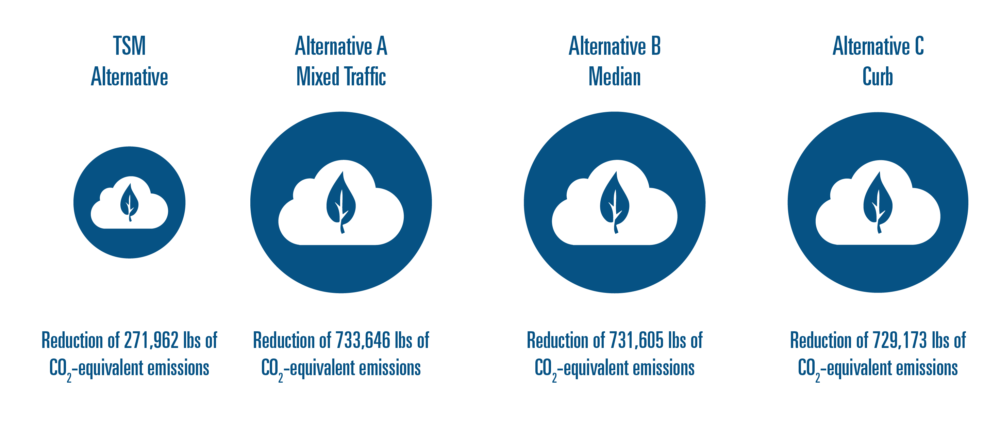 TSM
Alternative
Alternative A
Mixed Traffic
Alternative B
Median
Alternative C
Curb
Reduction of 271,962 lbs of
CO₂-equivalent emissions
Reduction of 733,646 lbs of
CO₂-equivalent emissions
Reduction of 731,605 lbs of
CO₂-equivalent emissions
Reduction of 729,173 lbs of
CO₂-equivalent emissions